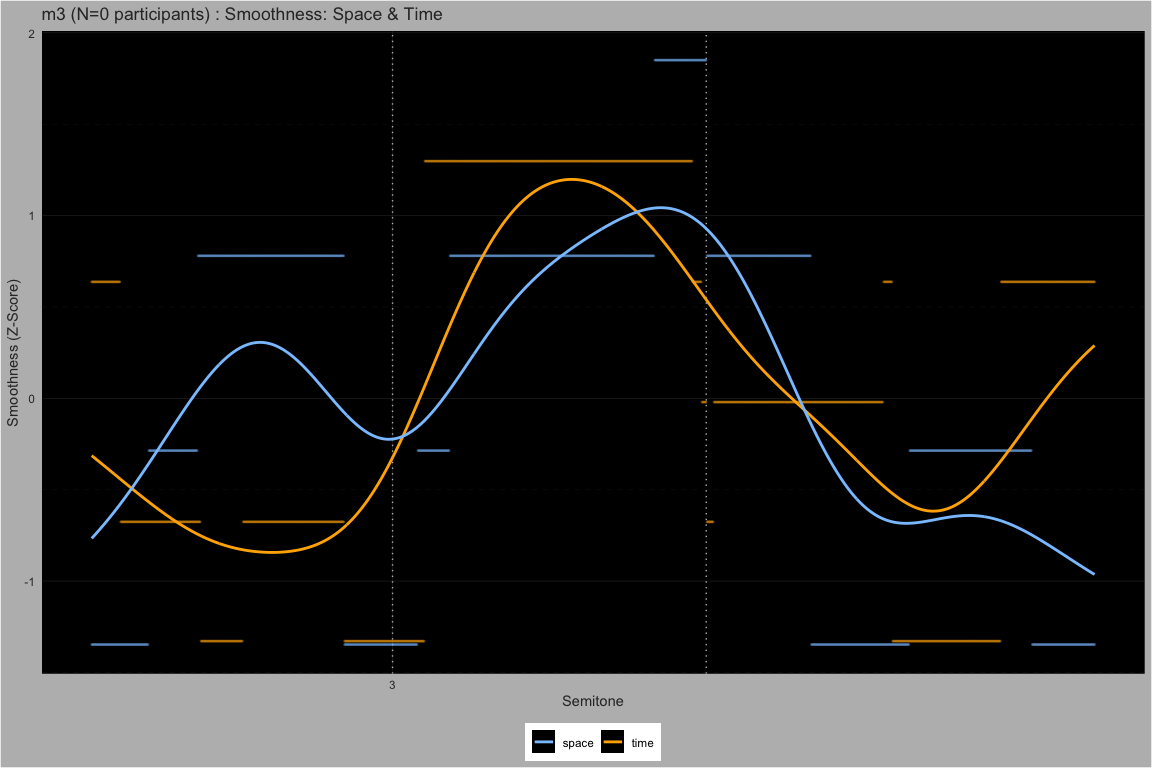 m3 (N=0 participants) : Smoothness: Space & Time
2
1
0
-1
Smoothness (Z-Score)
3
Semitone
space time